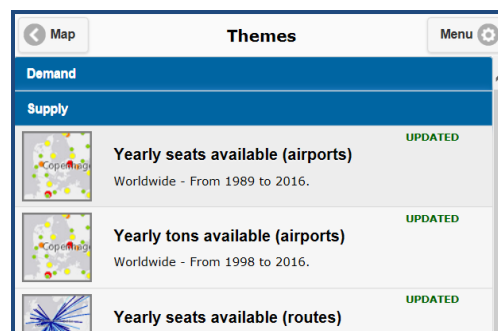 Map
Themes
Menu
Demand
Supply
UPDATED
Yearly seats available (airports)
Worldwide - From 1989 to 2016.
UPDATED
Yearly tons available (airports)
Worldwide - From 1998 to 2016.
UPDATED
Yearly seats available (routes)